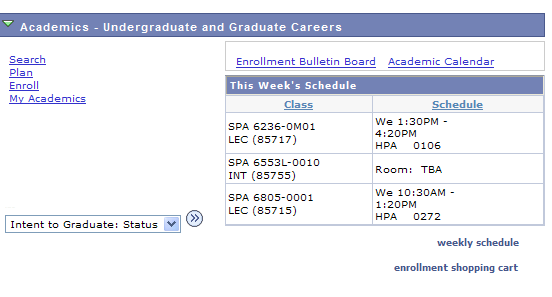 Academics - Undergraduate and Graduate Careers
Search
Plan
Enroll
My Academics
Enrollment Bulletin Board Academic Calendar
This Week's Schedule
Class Schedule
SPA 6236-0M01
LEC (85717)
We 1:30PM -
4:20PM
HPA 0106
SPA 6553L-0010
INT (85755)
Room: TBA
SPA 6805-0001
LEC (85715)
We 10:30AM -
1:20PM
HPA 0272
Intent to Graduate: Status
weekly schedule
enrollment shopping cart